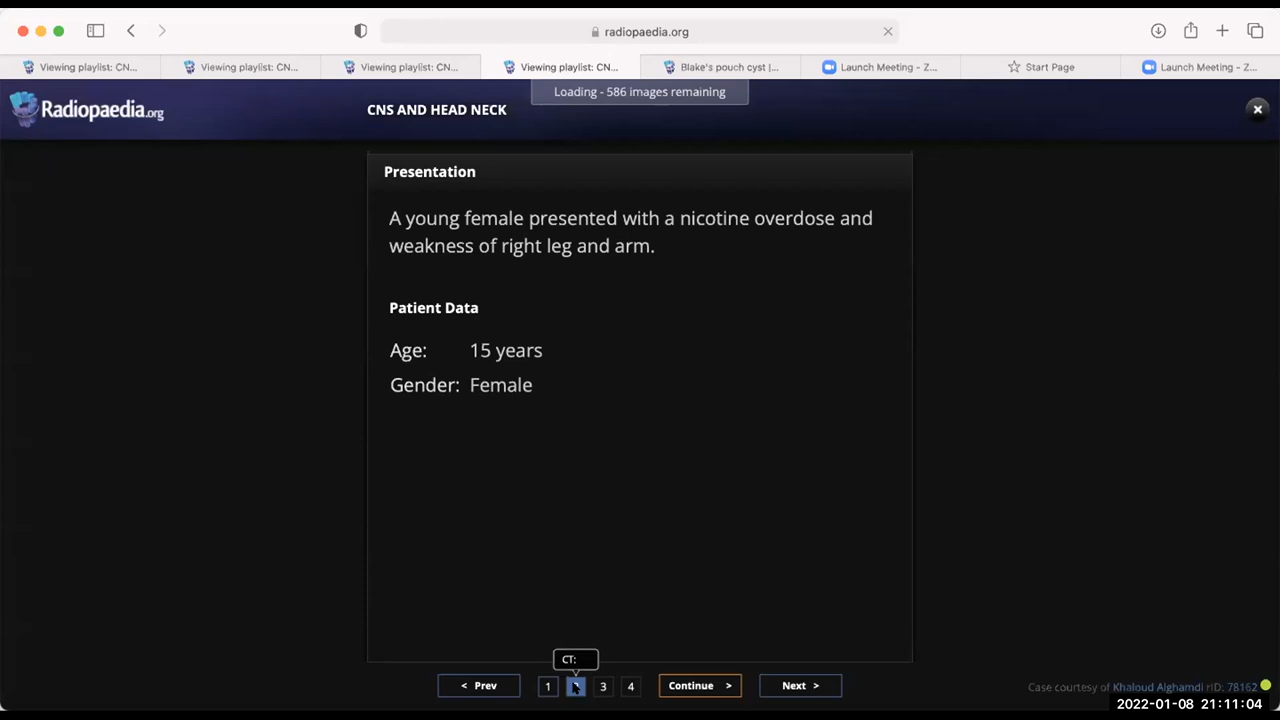 radiopaedia.org
Viewing playlist: CN...
Viewing playlist: CN...
Viewing playlist: CN...
Viewing playlist: CN...
Blake's pouch cyst |...
Launch Meeting - Z...
Start Page
Launch Meeting - Z...
Loading - 586 images remaining
Radiopaedia.org
CNS AND HEAD NECK
Presentation
A young female presented with a nicotine overdose and
weakness of right leg and arm.
Patient Data
Age: 15 years
Gender: Female
CT:
< Prev
1
3
4
Continue >
Next >
Case courtesy of Khaloud Alghamdi rID: 78162
2022-01-08 21:11:04